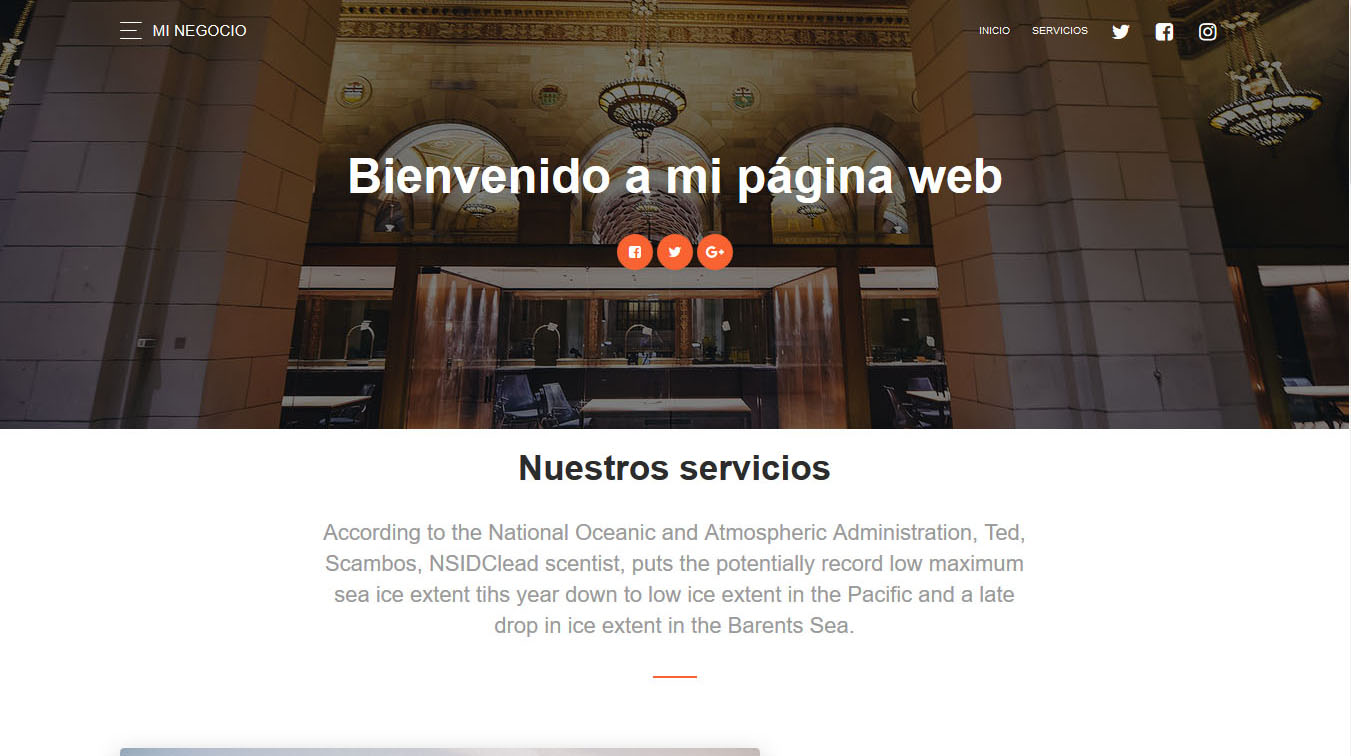 MI NEGOCIO
INICIO
SERVICIOS
Bienvenido a mi página web
Nuestros servicios
According to the National Oceanic and Atmospheric Administration, Ted,
Scambos, NSIDClead scentist, puts the potentially record low maximum
sea ice extent tihs year down to low ice extent in the Pacific and a late
drop in ice extent in the Barents Sea.